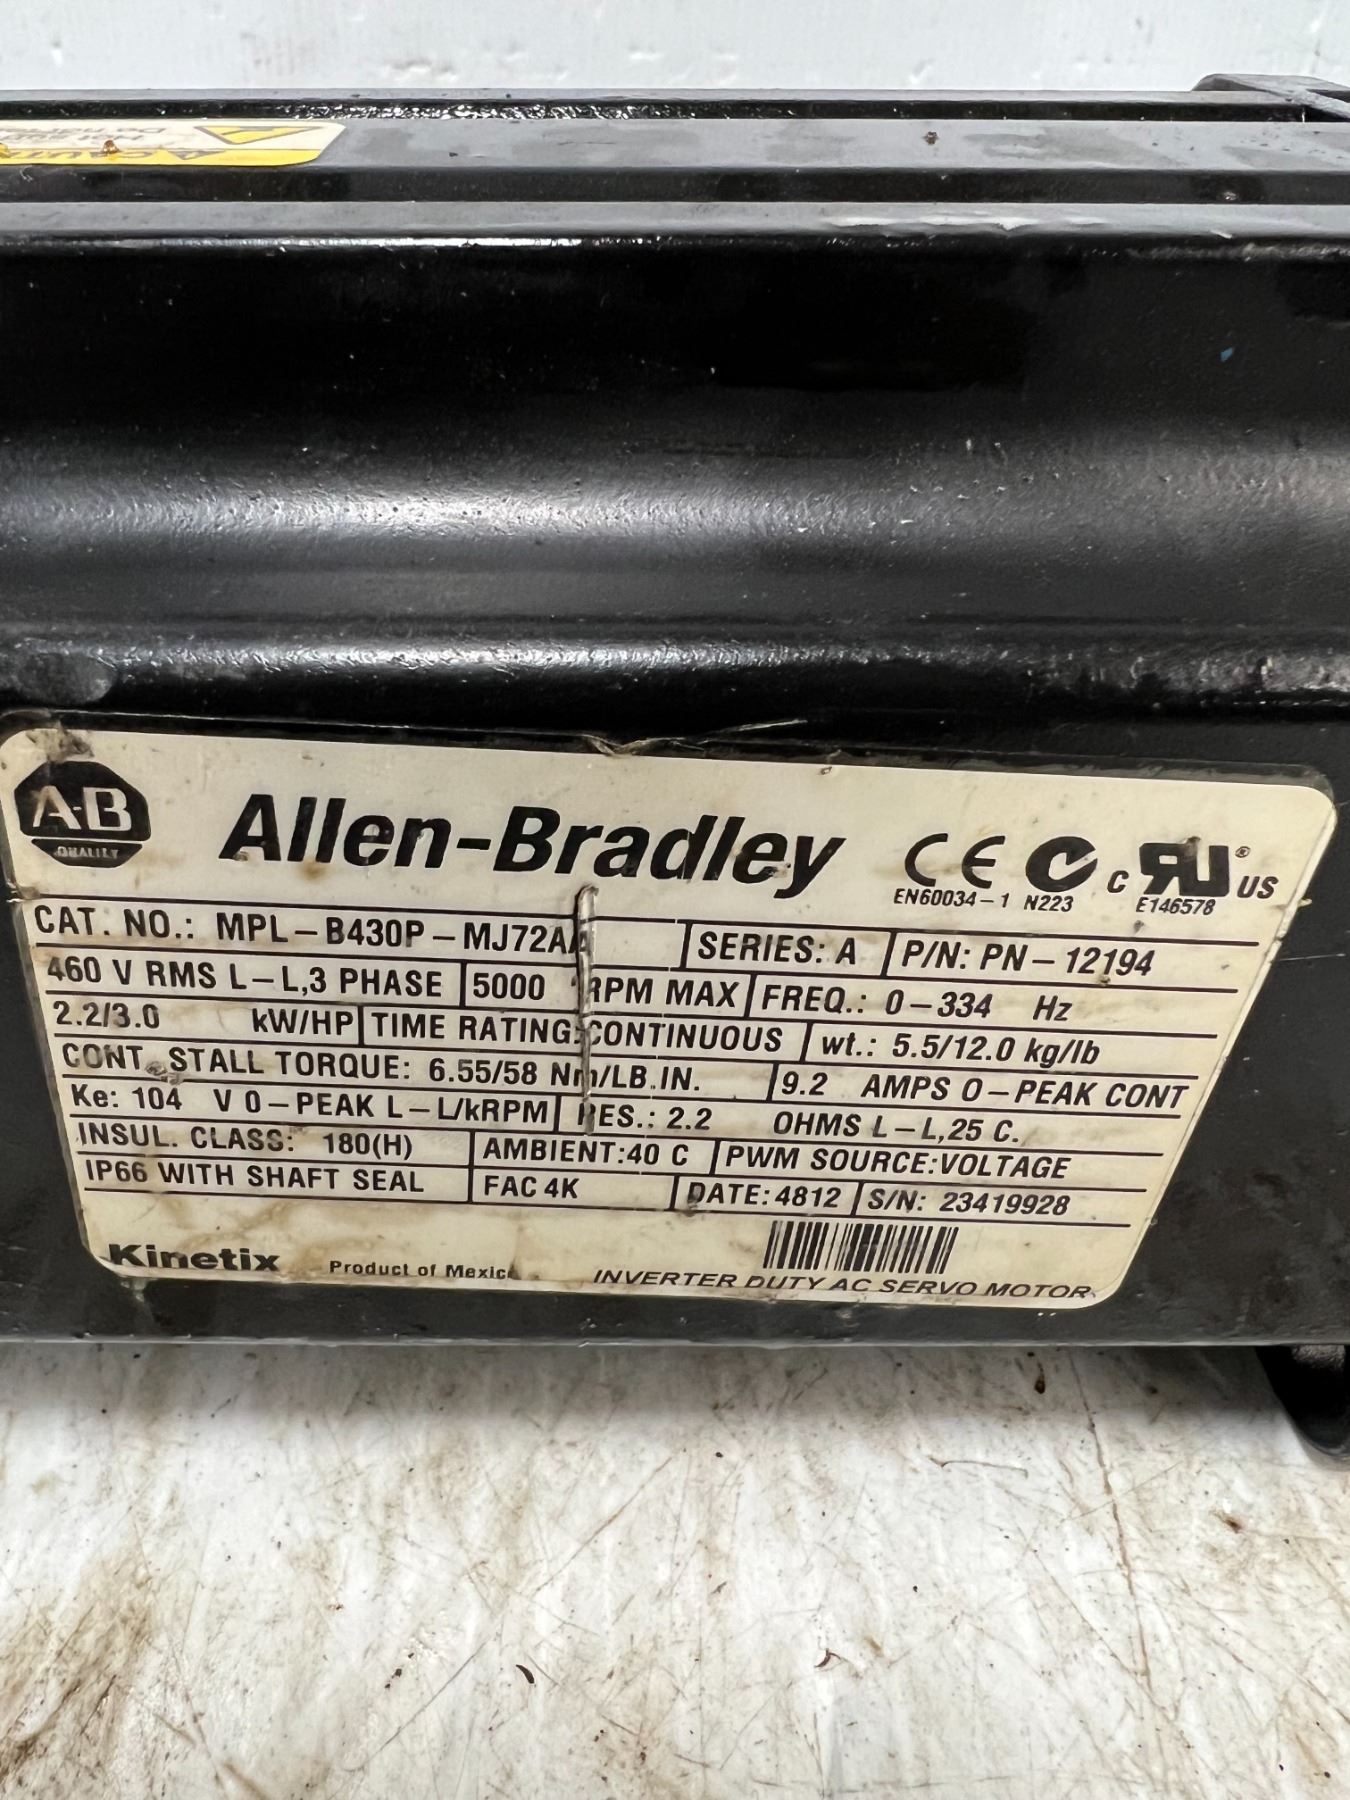 CAUTION
A-B
QUALITY
Allen-Bradley
CE C c RU ® US
EN60034-1 N223 E146578
CAT. NO.: MPL-B430P-MJ72AA SERIES: A P/N: PN-12194
460 V RMS L-L,3 PHASE 5000 RPM MAX FREQ.: 0-334 Hz
2.2/3.0 kW/HP TIME RATING:CONTINUOUS wt.: 5.5/12.0 kg/lb
CONT. STALL TORQUE: 6.55/58 Nm/LB.IN. 9.2 AMPS 0-PEAK CONT
Ke: 104 V 0-PEAK L-L/kRPM RES.: 2.2 OHMS L-L,25 C.
INSUL. CLASS: 180(H) AMBIENT:40 C PWM SOURCE:VOLTAGE
IP66 WITH SHAFT SEAL FAC 4K DATE:4812 S/N: 23419928
Kinetix Product of Mexico INVERTER DUTY AC SERVO MOTOR